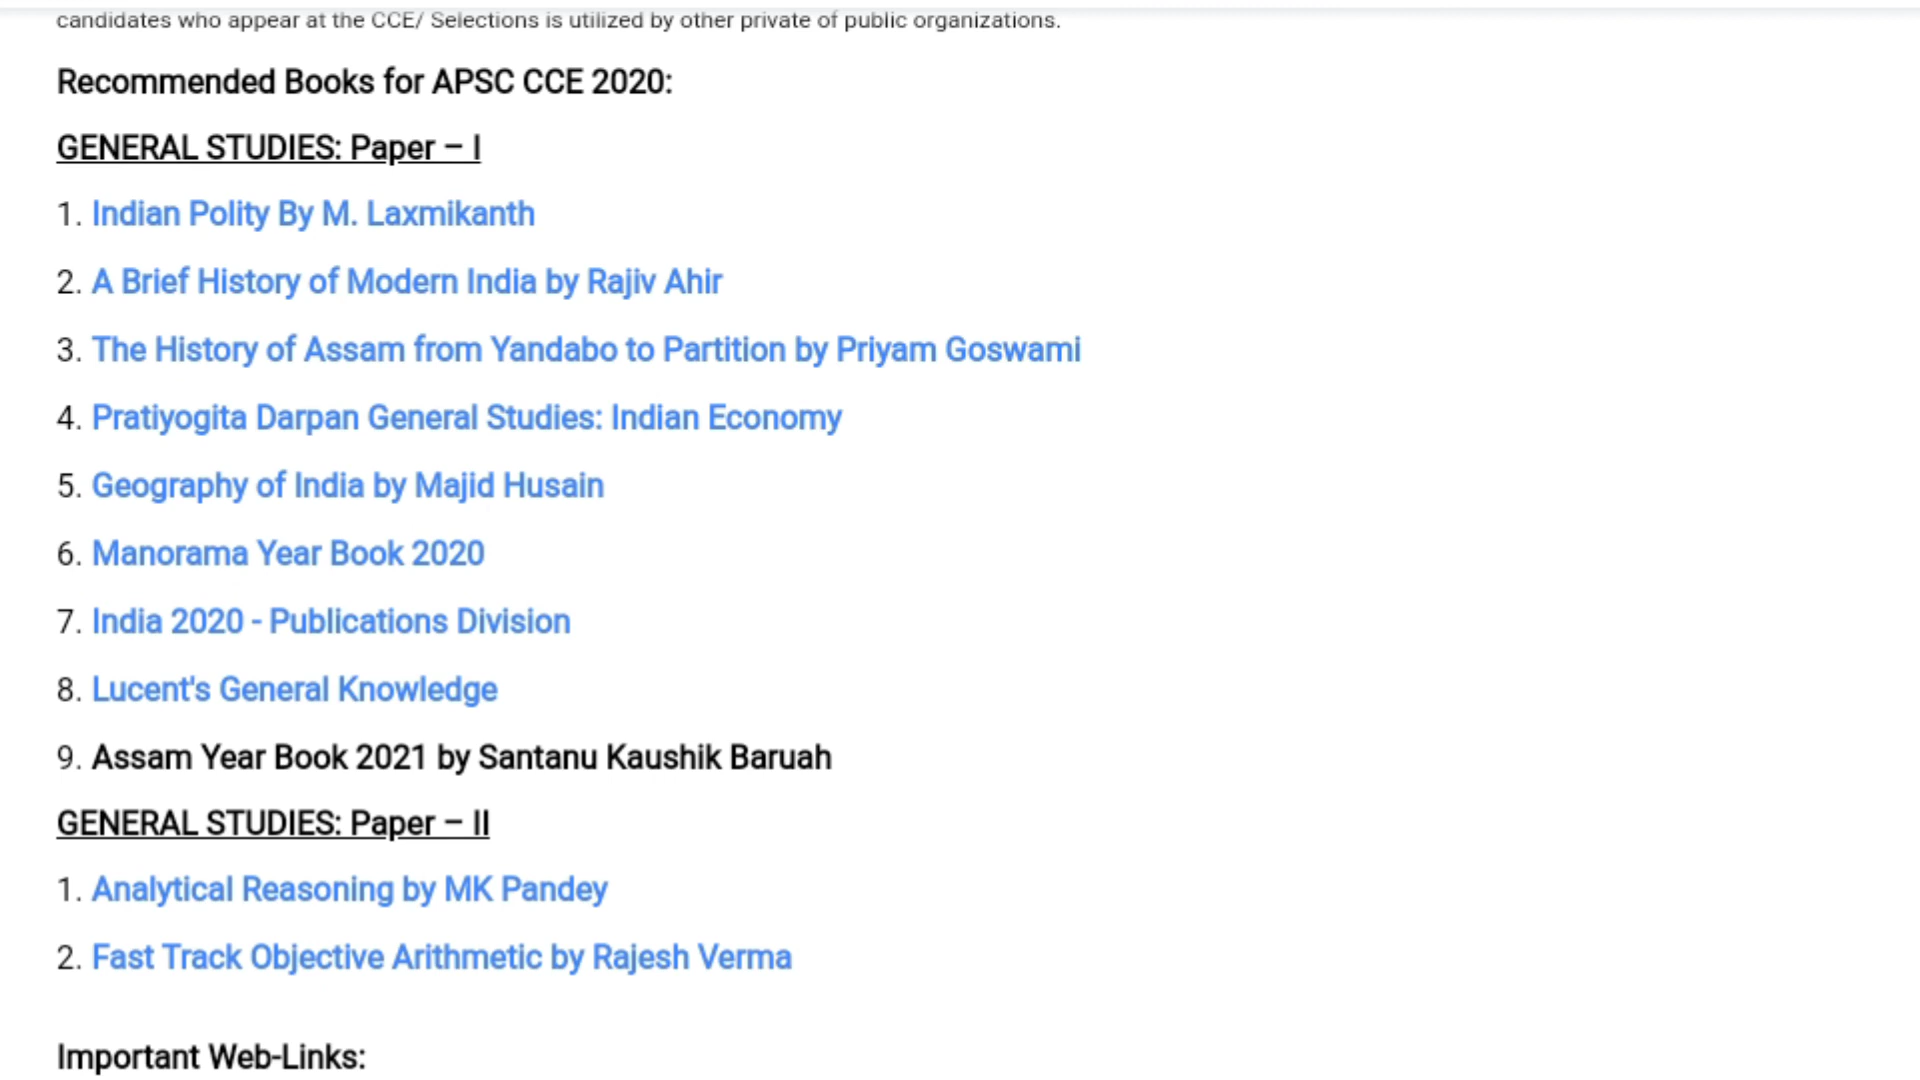 candidates who appear at the CCE/ Selections is utilized by other private of public organizations.
Recommended Books for APSC CCE 2020:
GENERAL STUDIES: Paper – I
1. Indian Polity By M. Laxmikanth
2. A Brief History of Modern India by Rajiv Ahir
3. The History of Assam from Yandabo to Partition by Priyam Goswami
4. Pratiyogita Darpan General Studies: Indian Economy
5. Geography of India by Majid Husain
6. Manorama Year Book 2020
7. India 2020 - Publications Division
8. Lucent's General Knowledge
9. Assam Year Book 2021 by Santanu Kaushik Baruah
GENERAL STUDIES: Paper – II
1. Analytical Reasoning by MK Pandey
2. Fast Track Objective Arithmetic by Rajesh Verma
Important Web-Links: